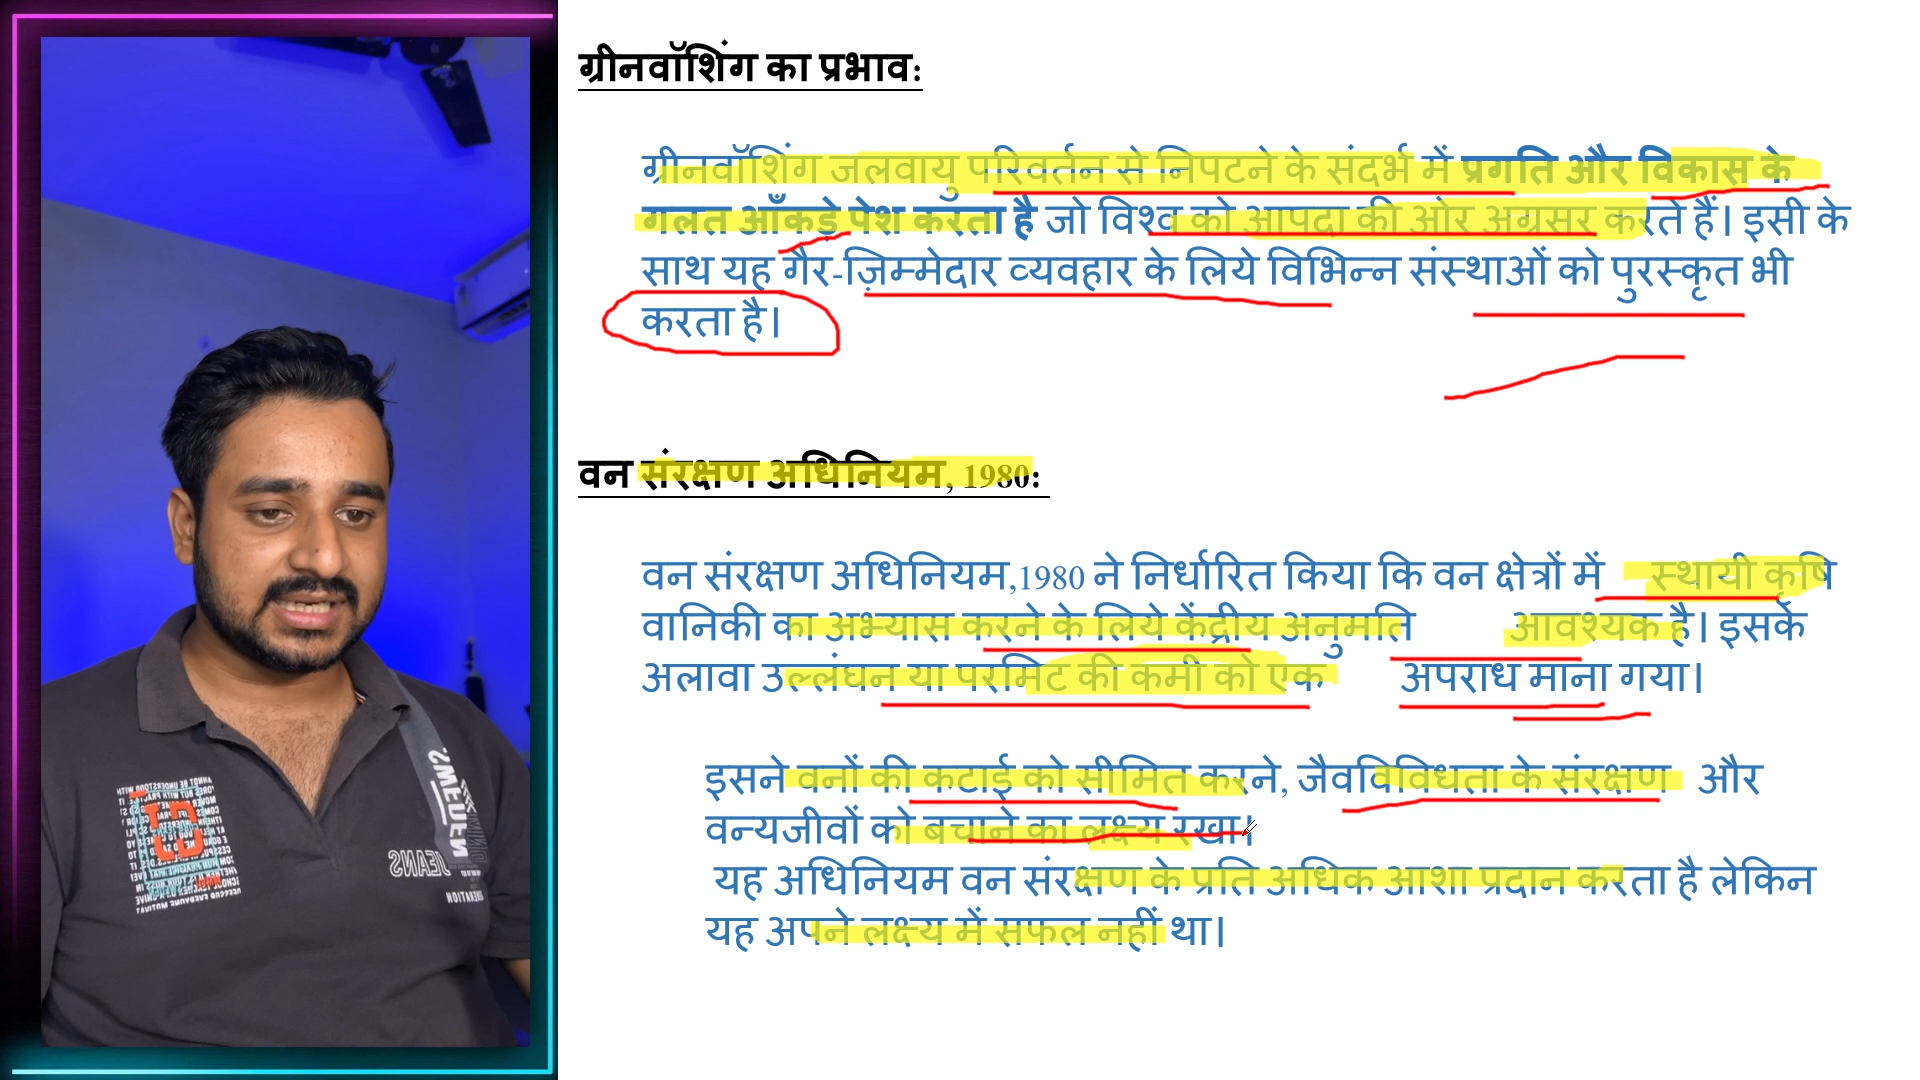 ग्रीनवॉशिंग का प्रभाव:
ग्रीनवॉशिंग जलवायु परिवर्तन से निपटने के संदर्भ में प्रगति और विकास के
गलत आँकड़े पेश करता है जो विश्व को आपदा की ओर अग्रसर करते हैं। इसी के
साथ यह गैर-ज़िम्मेदार व्यवहार के लिये विभिन्न संस्थाओं को पुरस्कृत भी
करता है।
वन संरक्षण अधिनियम, 1980:
वन संरक्षण अधिनियम,1980 ने निर्धारित किया कि वन क्षेत्रों में स्थायी कृषि
वानिकी का अभ्यास करने के लिये केंद्रीय अनुमति आवश्यक है। इसके
अलावा उल्लंघन या परमिट की कमी को एक अपराध माना गया।
इसने वनों की कटाई को सीमित करने, जैवविविधता के संरक्षण और
वन्यजीवों को बचाने का लक्ष्य रखा।
यह अधिनियम वन संरक्षण के प्रति अधिक आशा प्रदान करता है लेकिन
यह अपने लक्ष्य में सफल नहीं था।
JEANS